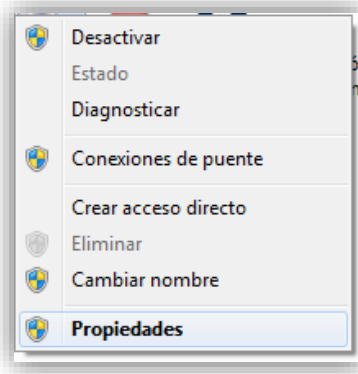 Desactivar
Estado
Diagnosticar
Conexiones de puente
Crear acceso directo
Eliminar
Cambiar nombre
Propiedades